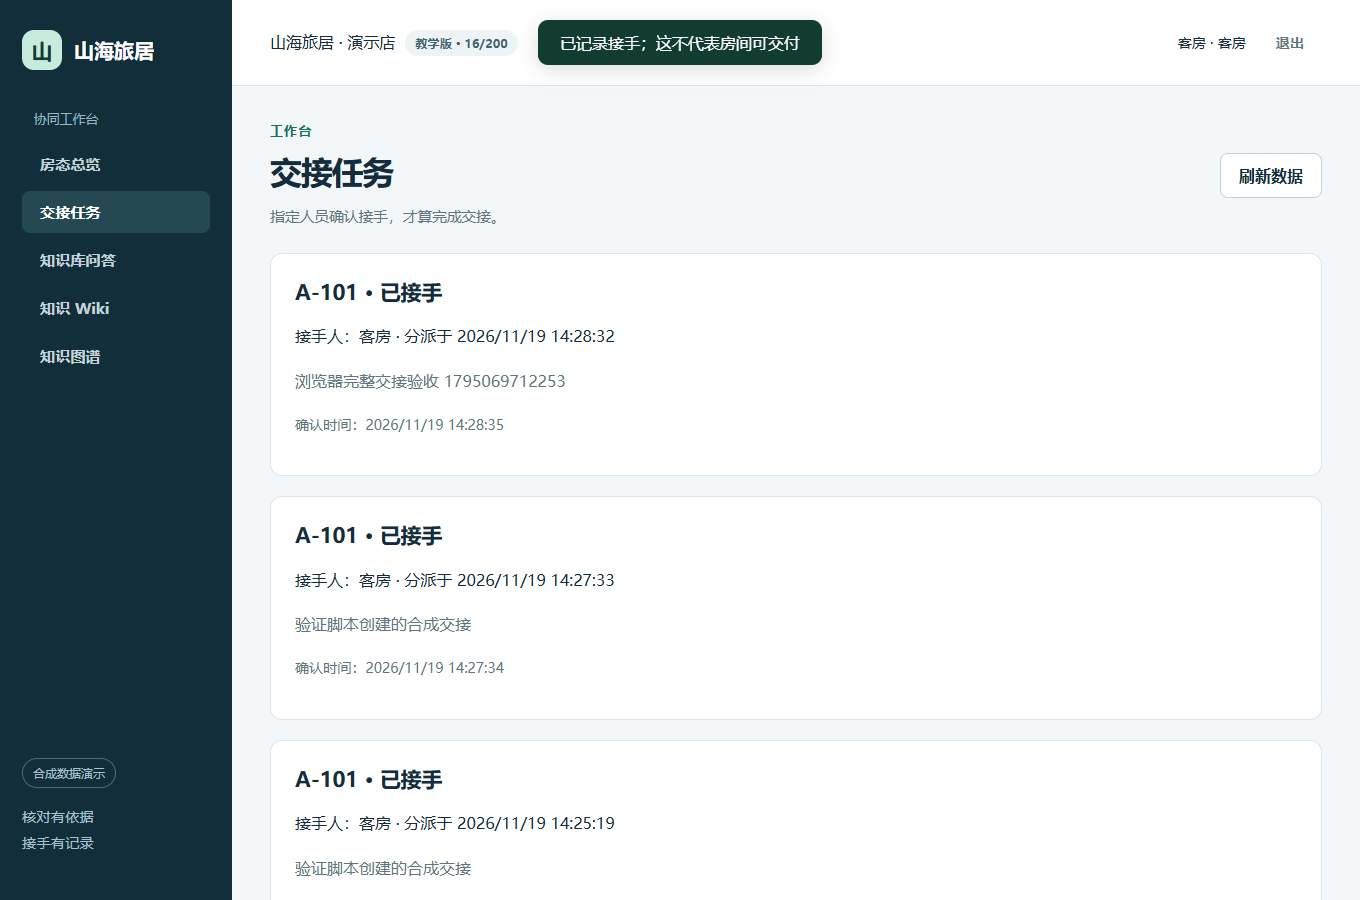 山 山海旅居
协同工作台
房态总览
交接任务
知识库问答
知识 Wiki
知识图谱
合成数据演示
核对有依据
接手有记录
山海旅居 · 演示店 教学版 • 16/200
已记录接手；这不代表房间可交付
客房 · 客房 退出
工作台
交接任务
刷新数据
指定人员确认接手，才算完成交接。
A-101 • 已接手
接手人：客房 · 分派于 2026/11/19 14:28:32
浏览器完整交接验收 1795069712253
确认时间：2026/11/19 14:28:35
A-101 • 已接手
接手人：客房 · 分派于 2026/11/19 14:27:33
验证脚本创建的合成交接
确认时间：2026/11/19 14:27:34
A-101 • 已接手
接手人：客房 · 分派于 2026/11/19 14:25:19
验证脚本创建的合成交接